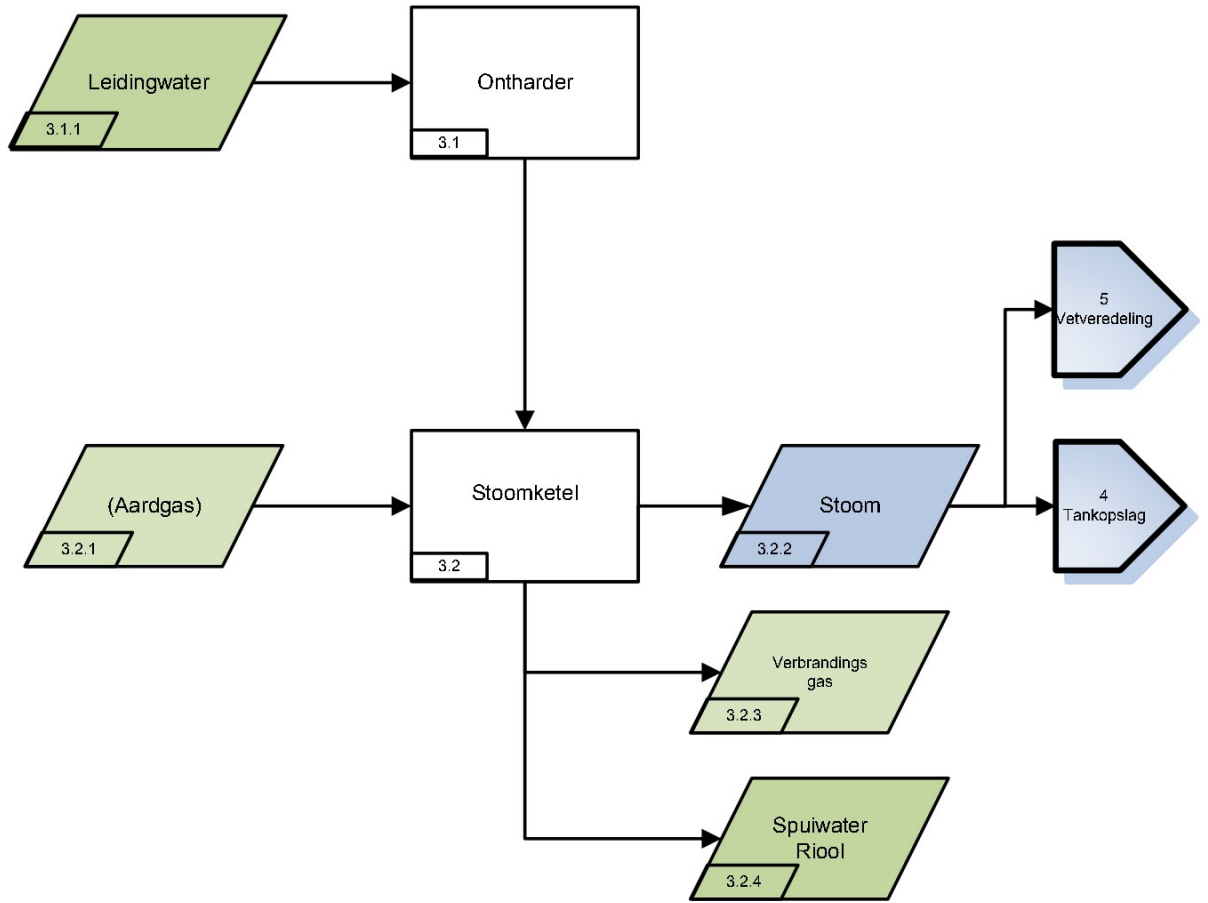 Leidingwater
3.1.1
Ontharder
3.1
5
Vetveredeling
(Aardgas)
3.2.1
Stoomketel
3.2
Stoom
3.2.2
4
Tankopslag
Verbrandings
gas
3.2.3
Spuiwater
Riool
3.2.4